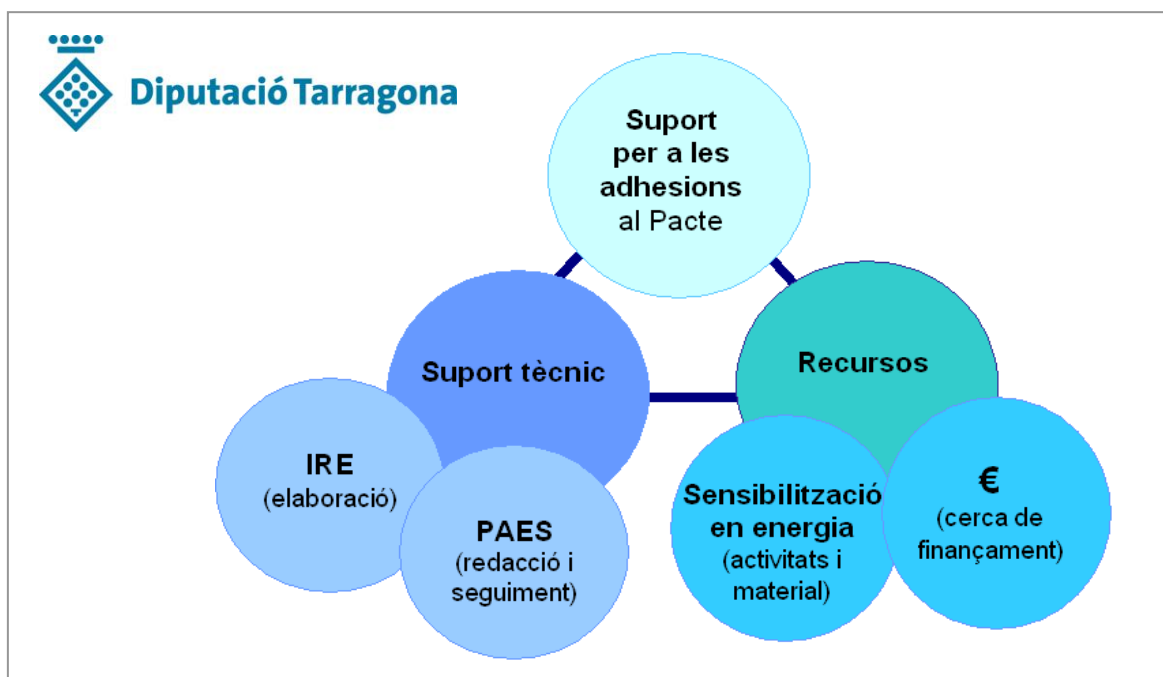 Diputació Tarragona
Suport
per a les
adhesions
al Pacte
Suport tècnic
Recursos
IRE
(elaboració)
PAES
(redacció i
seguiment)
Sensibilització
en energia
(activitats i
material)
€
(cerca de
finançament)